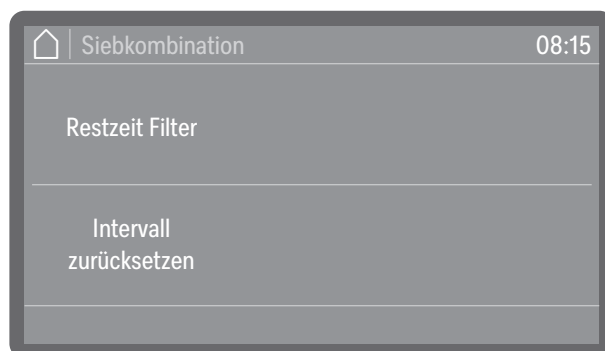 Siebkombination 08:15
Restzeit Filter
Intervall
zurücksetzen